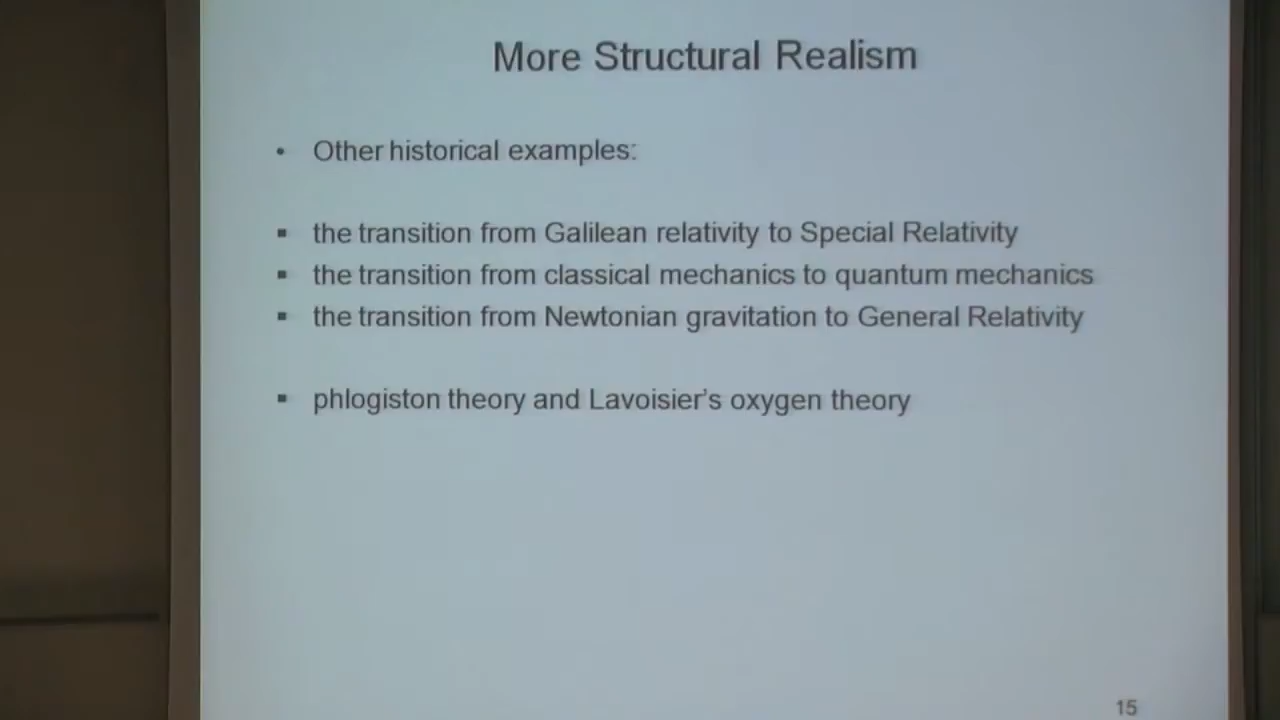 More Structural Realism
• Other historical examples:
▪ the transition from Galilean relativity to Special Relativity
▪ the transition from classical mechanics to quantum mechanics
▪ the transition from Newtonian gravitation to General Relativity
▪ phlogiston theory and Lavoisier's oxygen theory
15